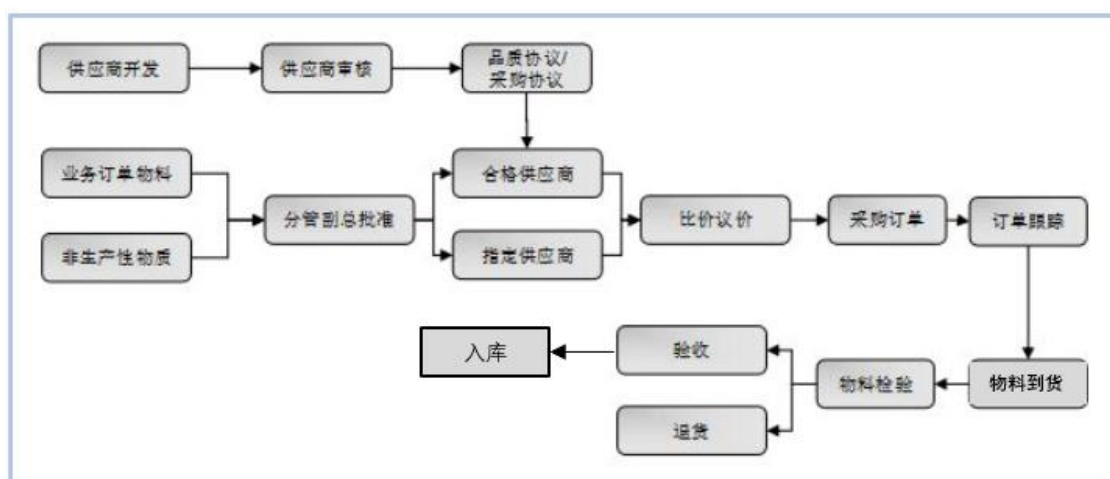 供应商开发
供应商审核
品质协议/
采购协议
业务订单物料
合格供应商
分管副总批准
比价议价
采购订单
订单跟踪
非生产性物质
指定供应商
入库
验收
物料检验
物料到货
退货